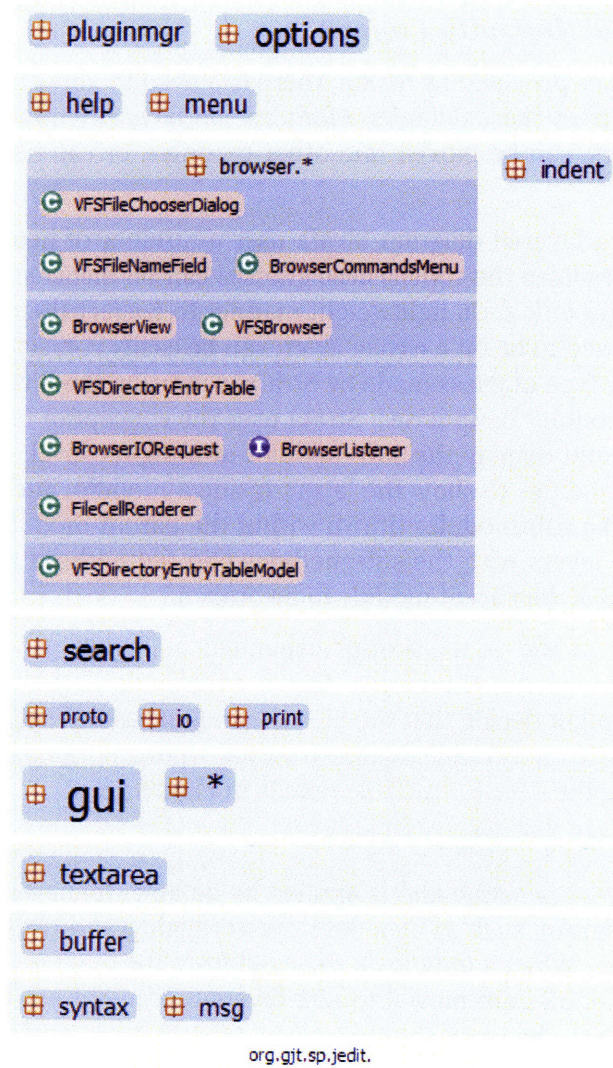 pluginmgr options
help menu
browser.* indent
C VFSFileChooserDialog
C VFSFileNameField C BrowserCommandsMenu
C BrowserView C VFSBrowser
C VFSDirectoryEntryTable
C BrowserIORequest I BrowserListener
C FileCellRenderer
C VFSDirectoryEntryTableModel
search
proto io print
gui *
textarea
buffer
syntax msg
org.gjt.sp.jedit.